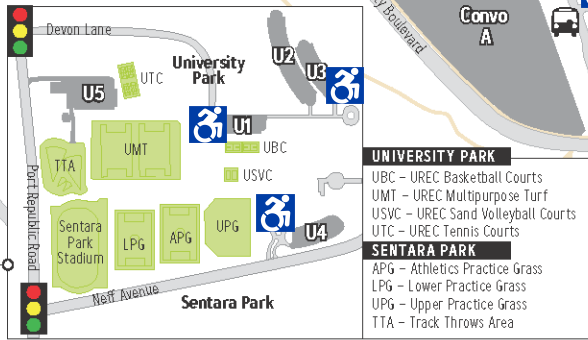 Devon Lane
U2
U3
Convo
A
y Boulevard
University
Park
UTC
U5
U1
UMT
UBC
TTA
USVC
Port Republic Road
Sentara
Park
Stadium
LPG
APG
UPG
U4
Neff Avenue
Sentara Park
UNIVERSITY PARK
UBC – UREC Basketball Courts
UMT – UREC Multipurpose Turf
USVC – UREC Sand Volleyball Courts
UTC – UREC Tennis Courts
SENTARA PARK
APG – Athletics Practice Grass
LPG – Lower Practice Grass
UPG – Upper Practice Grass
TTA – Track Throws Area